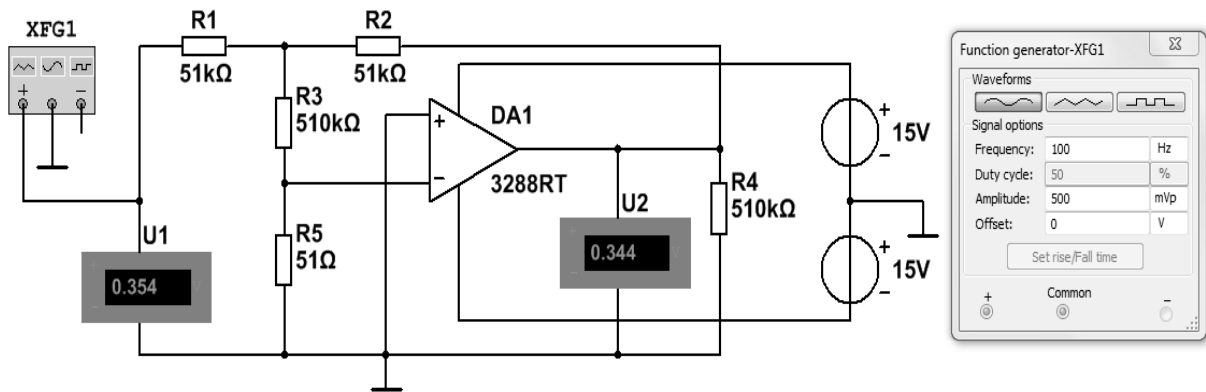 XFG1
+
−
R1
51kΩ
R2
51kΩ
R3
510kΩ
+
−
DA1
3288RT
R5
51Ω
U1
0.354
U2
0.344
V
R4
510kΩ
+
15V
−
+
15V
−
Function generator-XFG1
Waveforms
Signal options
Frequency: 100 Hz
Duty cycle: 50 %
Amplitude: 500 mVp
Offset: 0 V
Set rise/Fall time
+ Common −